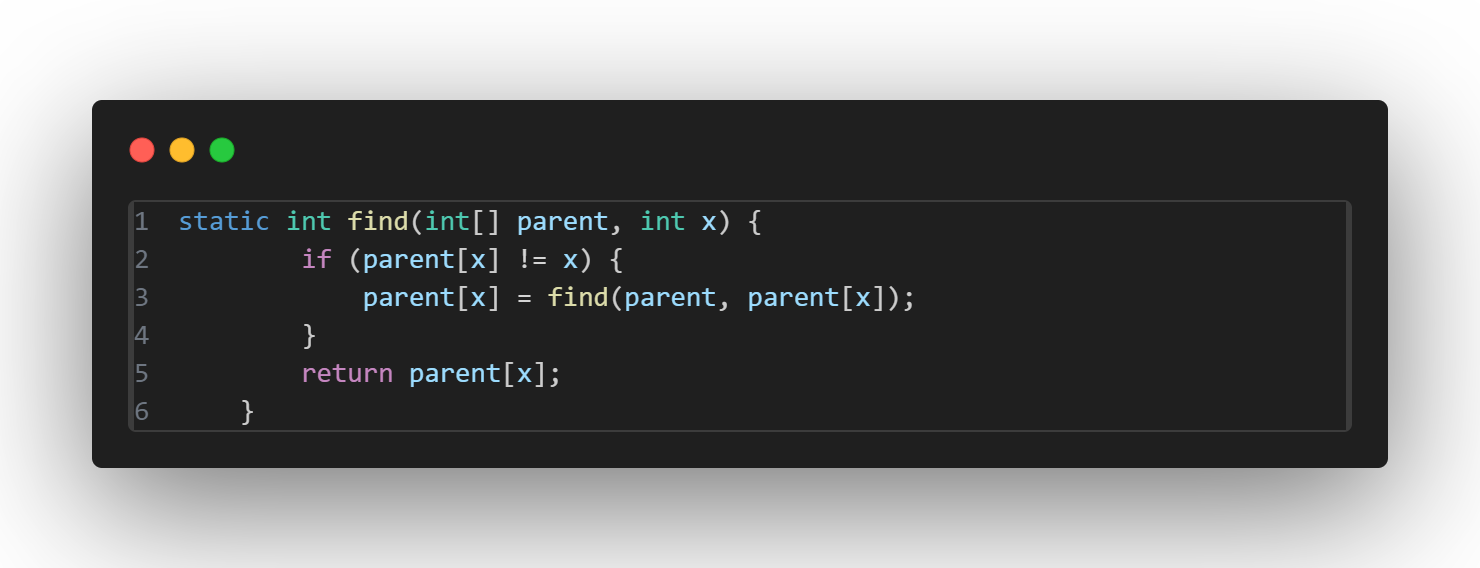 1 static int find(int[] parent, int x) {
2         if (parent[x] != x) {
3             parent[x] = find(parent, parent[x]);
4         }
5         return parent[x];
6     }